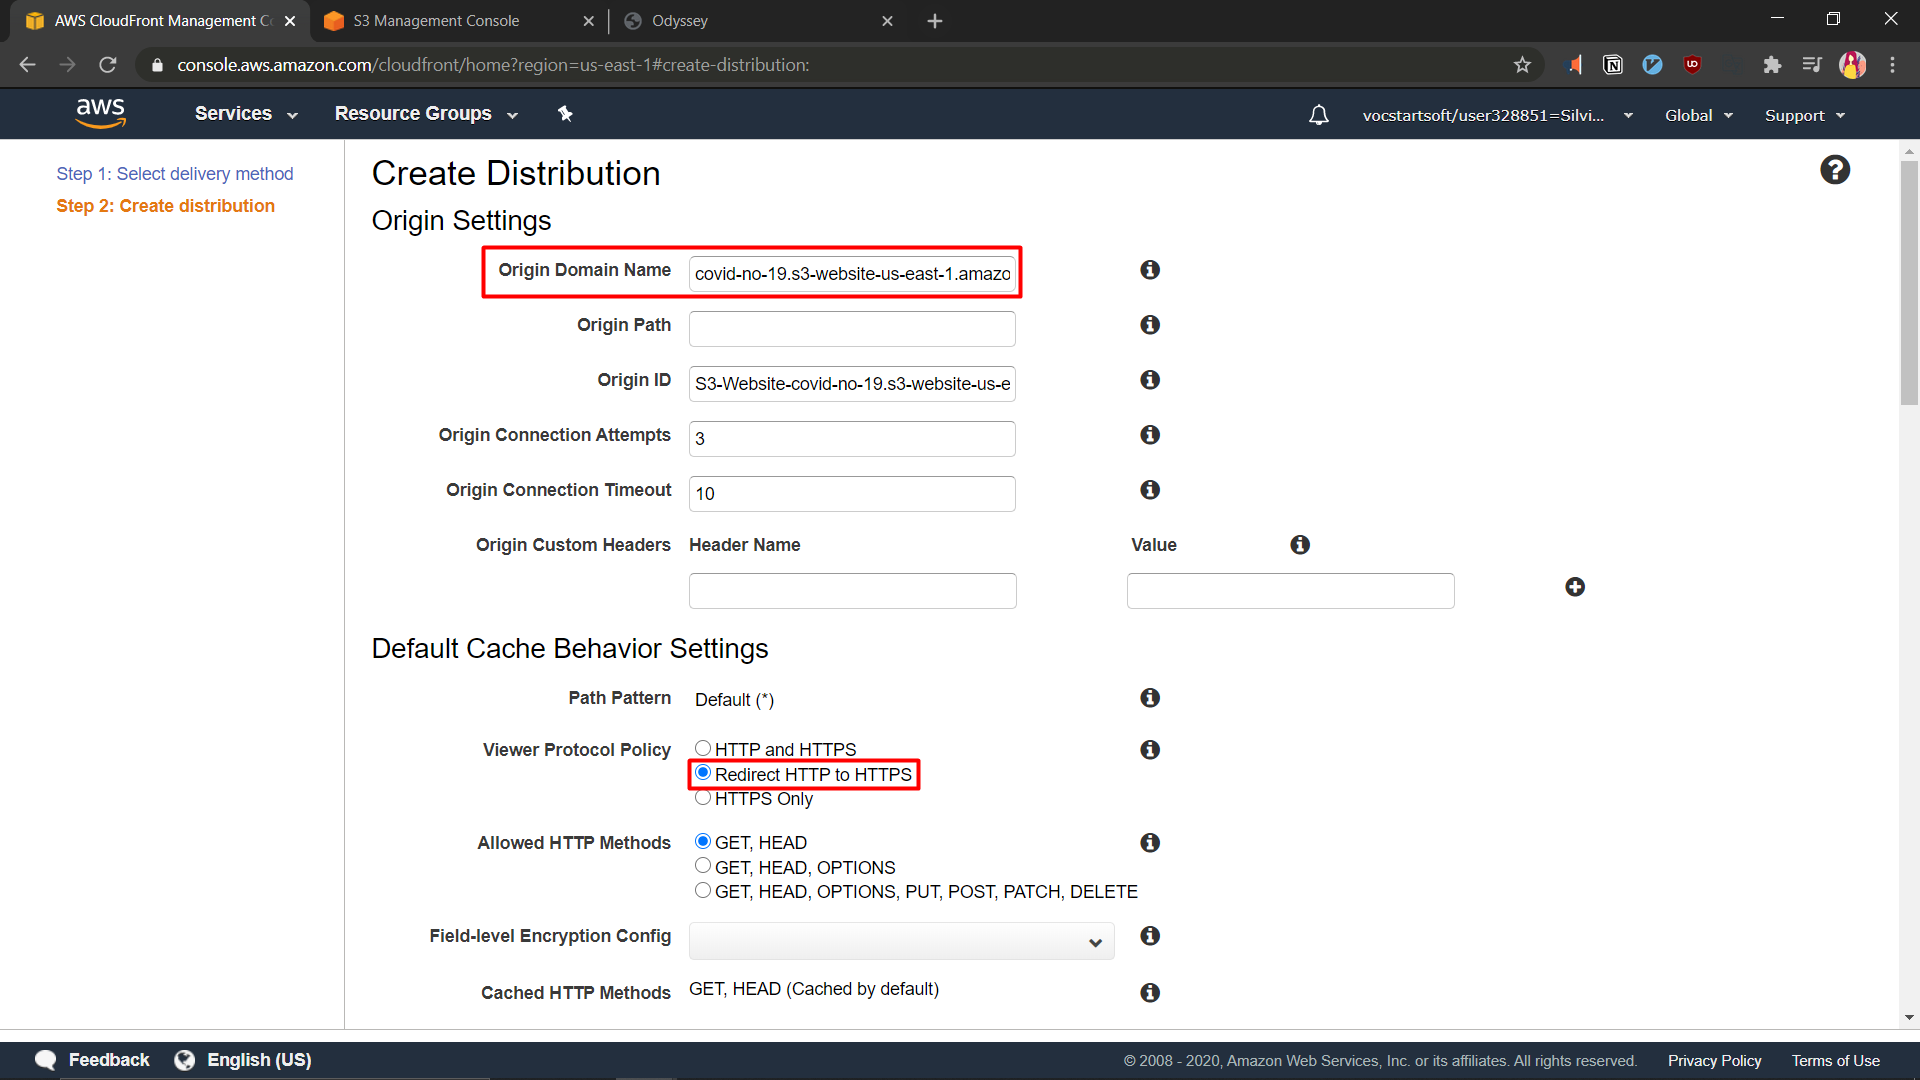 AWS CloudFront Management Co
S3 Management Console
Odyssey
console.aws.amazon.com/cloudfront/home?region=us-east-1#create-distribution:
aws
Services
Resource Groups
vocstartsoft/user328851=Silvi...
Global
Support
Step 1: Select delivery method
Step 2: Create distribution
Create Distribution
Origin Settings
Origin Domain Name covid-no-19.s3-website-us-east-1.amazo
Origin Path
Origin ID S3-Website-covid-no-19.s3-website-us-e
Origin Connection Attempts 3
Origin Connection Timeout 10
Origin Custom Headers Header Name Value
Default Cache Behavior Settings
Path Pattern Default (*)
Viewer Protocol Policy HTTP and HTTPS
Redirect HTTP to HTTPS
HTTPS Only
Allowed HTTP Methods GET, HEAD
GET, HEAD, OPTIONS
GET, HEAD, OPTIONS, PUT, POST, PATCH, DELETE
Field-level Encryption Config
Cached HTTP Methods GET, HEAD (Cached by default)
Feedback
English (US)
© 2008 - 2020, Amazon Web Services, Inc. or its affiliates. All rights reserved.
Privacy Policy
Terms of Use